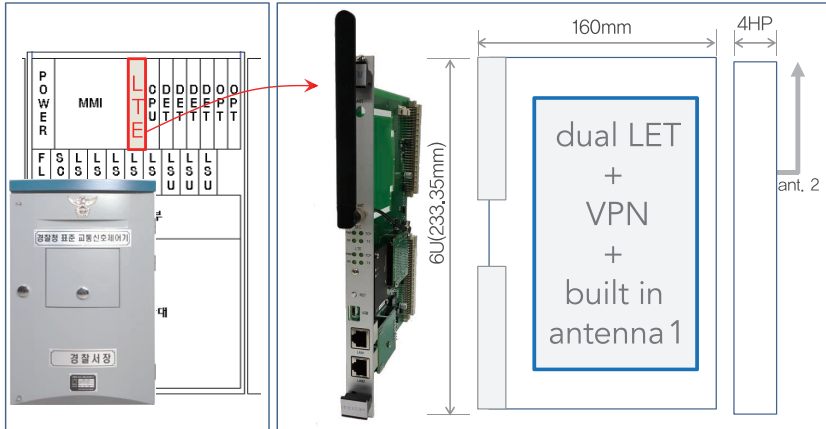 POWER
MMI
LTE
CPU
DET
DET
DET
DET
OPT
OPT
FL
SC
LS
LS
LS
LS
LS
LSU
LSU
LSU
부
경찰청 표준 교통신호제어기
대
경찰서장
160mm
4HP
6U(233.35mm)
dual LET
+
VPN
+
built in
antenna 1
ant. 2